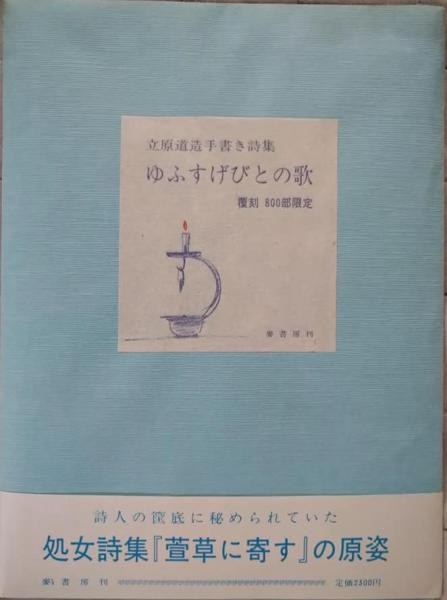 立原道造手書き詩集
ゆふすげびとの歌
覆刻 800部限定
麥書房刊
詩人の筐底に秘められていた
処女詩集『萱草に寄す』の原姿
麥書房刊
定価2500円